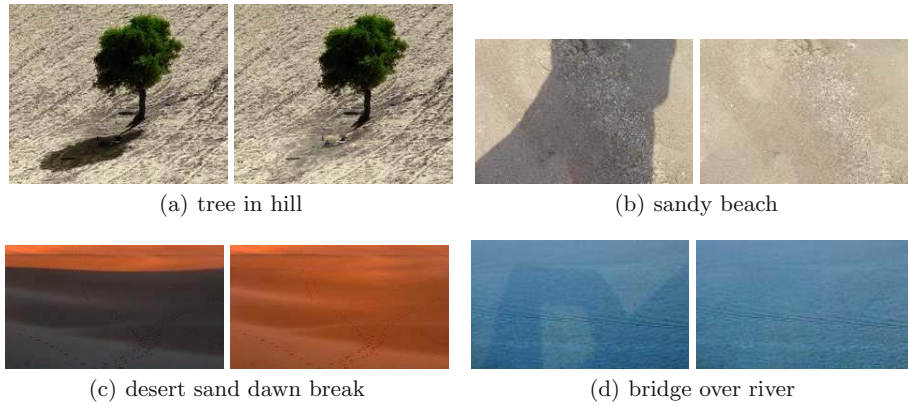 (a) tree in hill
(b) sandy beach
(c) desert sand dawn break
(d) bridge over river